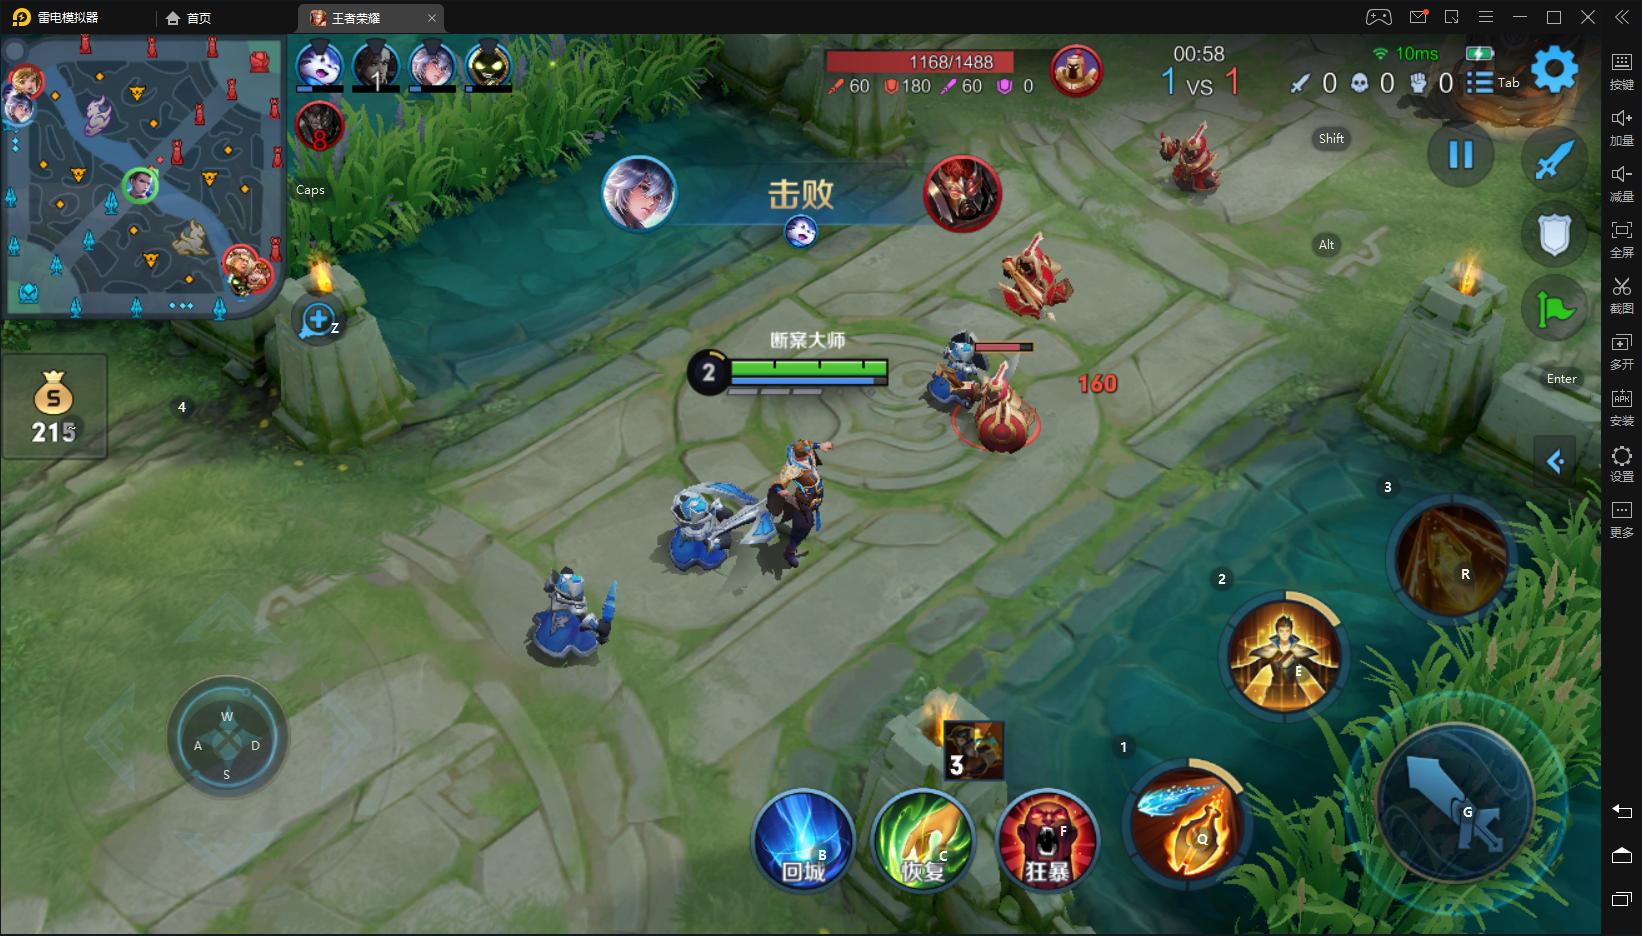 雷电模拟器
首页
王者荣耀
1
8
Caps
Z
1168/1488
60
180
60
0
00:58
1 VS 1
10ms
0
0
0
Tab
Shift
Alt
Enter
击败
断案大师
2
160
215
4
W
A
D
S
3
B
回城
C
恢复
F
狂暴
1
Q
2
E
3
R
G
按键
加量
减量
全屏
截图
多开
APK
安装
设置
更多